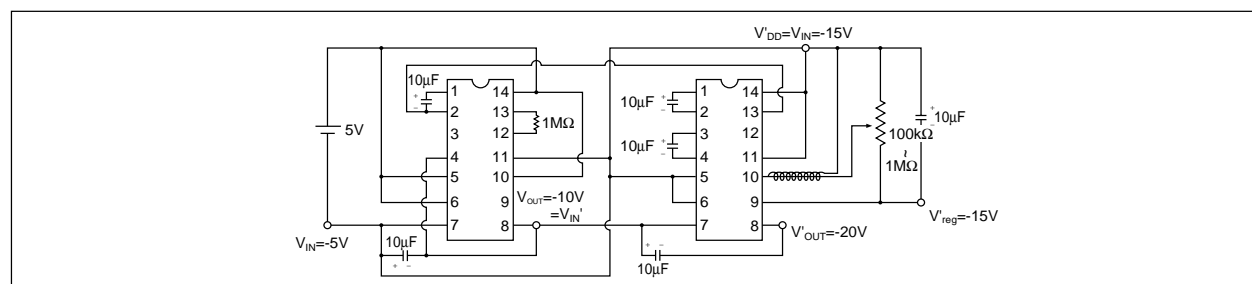 V'DD=VIN=-15V
10µF
5V
1 14
2 13
3 12
4 11
5 10
6 9
7 8
1MΩ
VOUT=-10V
=VIN'
VIN=-5V
10µF
+ -
10µF
10µF
1 14
2 13
3 12
4 11
5 10
6 9
7 8
100kΩ
~
1MΩ
+
-
10µF
V'reg=-15V
V'OUT=-20V
+ -
10µF